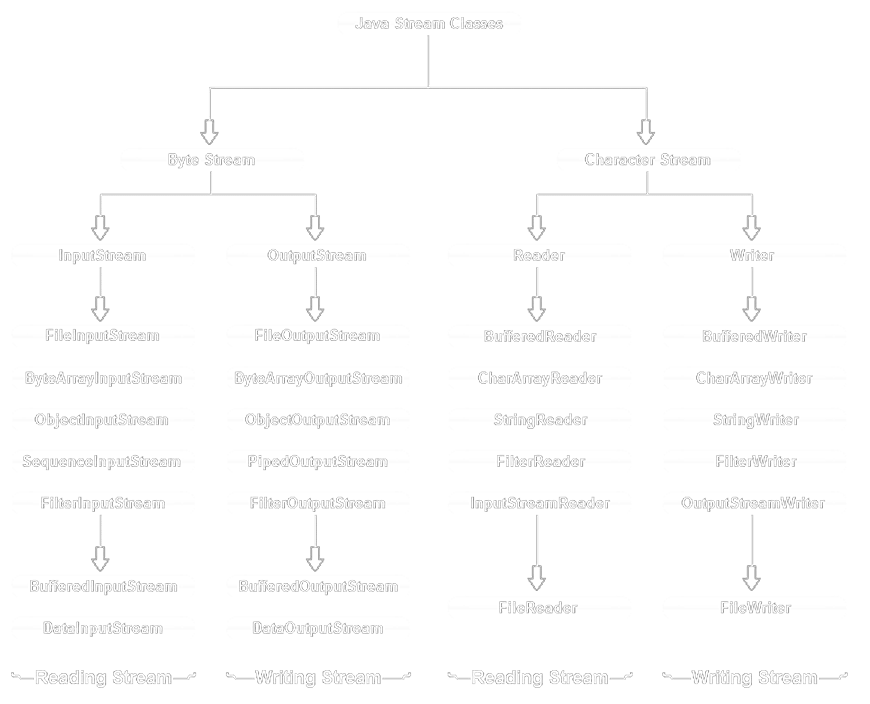 Java Stream Classes
Byte Stream
Character Stream
InputStream
OutputStream
Reader
Writer
FileInputStream
FileOutputStream
BufferedReader
BufferedWriter
ByteArrayInputStream
ByteArrayOutputStream
CharArrayReader
CharArrayWriter
ObjectInputStream
ObjectOutputStream
StringReader
StringWriter
SequenceInputStream
PipedOutputStream
FilterReader
FilterWriter
FilterInputStream
FilterOutputStream
InputStreamReader
OutputStreamWriter
BufferedInputStream
BufferedOutputStream
FileReader
FileWriter
DataInputStream
DataOutputStream
Reading Stream
Writing Stream
Reading Stream
Writing Stream